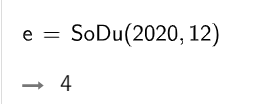 e = SoDu(2020, 12)
→ 4